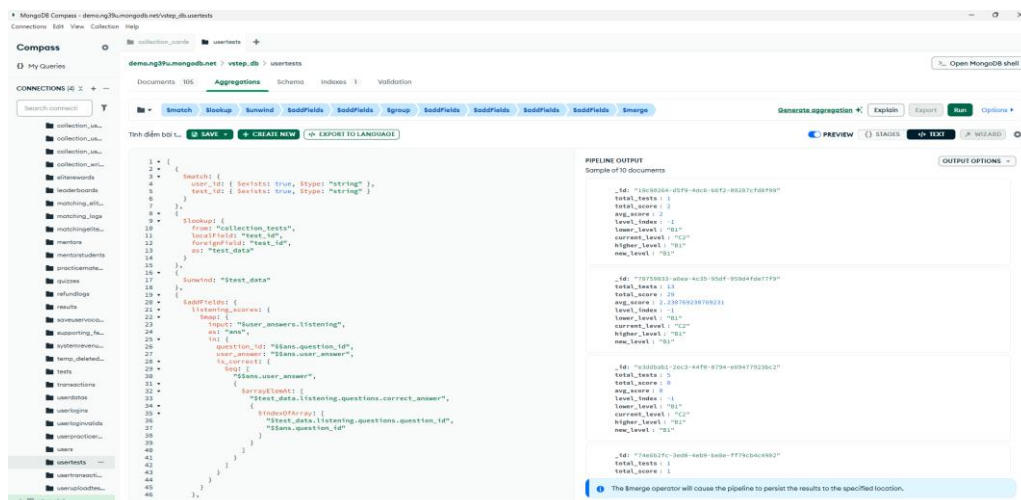 MongoDB Compass - demo.ng39u.mongodb.net/vstep_db.usertests
Connections Edit View Collection Help
Compass
My Queries
CONNECTIONS (4)
Search connecti
collection_us...
collection_us...
collection_us...
collection_wri...
eliterewards
leaderboards
matching_elit...
matching_logs
matchingelite...
mentors
mentorstudents
practicemate...
quizzes
refundlogs
results
saveuservoca...
supporting_fe...
systemrevenu...
temp_deleted...
tests
transactions
userdatas
userlogins
userloginvalids
userpracticer...
users
usertests
usertransacti...
useruploadtes...
collection_carde
usertests
demo.ng39u.mongodb.net > vstep_db > usertests
Open MongoDB shell
Documents 105 Aggregations Schema Indexes 1 Validation
$match $lookup $unwind $addFields $addFields $group $addFields $addFields $addFields $addFields $merge
Generate aggregation Explain Export Run Options
Tính điểm bài t... SAVE + CREATE NEW EXPORT TO LANGUAGE
PREVIEW {} STAGES </> TEXT WIZARD
1 [
2 {
3 $match: {
4 user_id: { $exists: true, $type: "string" },
5 test_id: { $exists: true, $type: "string" }
6 }
7 },
8 {
9 $lookup: {
10 from: "collection_tests",
11 localField: "test_id",
12 foreignField: "test_id",
13 as: "test_data"
14 }
15 },
16 {
17 $unwind: "$test_data"
18 },
19 {
20 $addFields: {
21 listening_scores: {
22 $map: {
23 input: "$user_answers.listening",
24 as: "ans",
25 in: {
26 question_id: "$$ans.question_id",
27 user_answer: "$$ans.user_answer",
28 is_correct: {
29 $eq: [
30 "$$ans.user_answer",
31 {
32 $arrayElemAt: [
33 "$test_data.listening.questions.correct_answer",
34 {
35 $indexOfArray: [
36 "$test_data.listening.questions.question_id",
37 "$$ans.question_id"
38 ]
39 }
40 ]
41 }
42 ]
43 }
44 }
45 }
46 },
PIPELINE OUTPUT
Sample of 10 documents
OUTPUT OPTIONS
total_tests : 1
total_score : 2
avg_score : 2
level_index : -1
lower_level : "B1"
current_level : "C2"
higher_level : "B1"
new_level : "B1"
total_tests : 13
total_score : 29
avg_score : 2.230769230769231
level_index : -1
lower_level : "B1"
current_level : "C2"
higher_level : "B1"
new_level : "B1"
total_tests : 5
total_score : 0
avg_score : 0
level_index : -1
lower_level : "B1"
current_level : "C2"
higher_level : "B1"
new_level : "B1"
total_tests : 1
total_score : 1
The $merge operator will cause the pipeline to persist the results to the specified location.